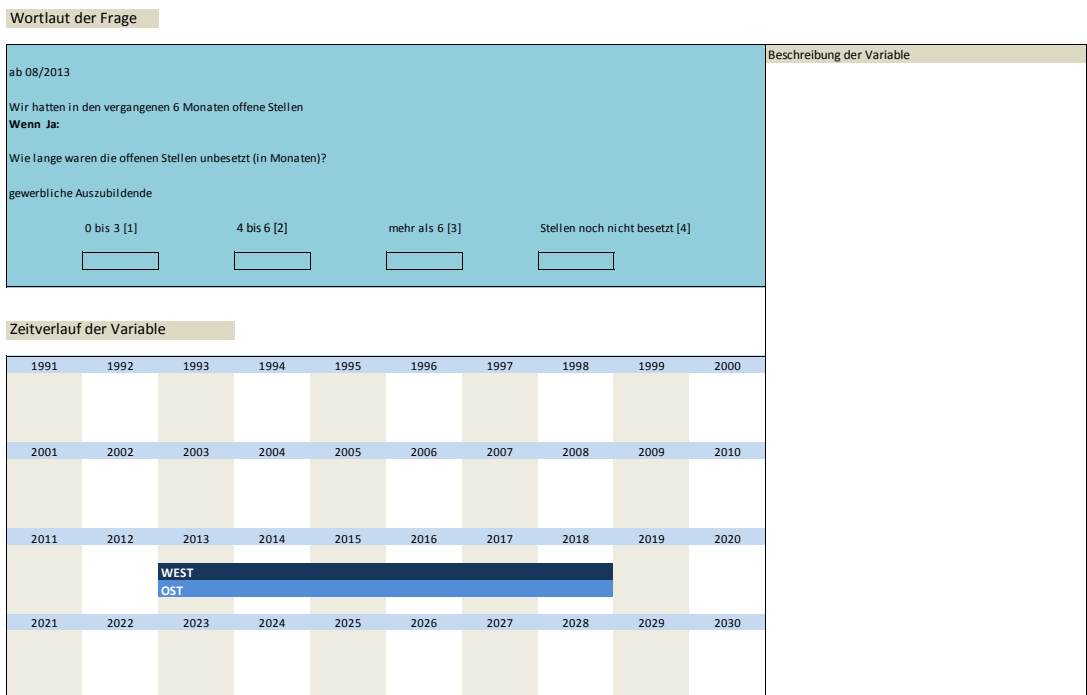 Wortlaut der Frage
Beschreibung der Variable
ab 08/2013
Wir hatten in den vergangenen 6 Monaten offene Stellen
Wenn Ja:
Wie lange waren die offenen Stellen unbesetzt (in Monaten)?
gewerbliche Auszubildende
0 bis 3 [1] 4 bis 6 [2] mehr als 6 [3] Stellen noch nicht besetzt [4]
Zeitverlauf der Variable
1991 1992 1993 1994 1995 1996 1997 1998 1999 2000
2001 2002 2003 2004 2005 2006 2007 2008 2009 2010
2011 2012 2013 2014 2015 2016 2017 2018 2019 2020
WEST
OST
2021 2022 2023 2024 2025 2026 2027 2028 2029 2030